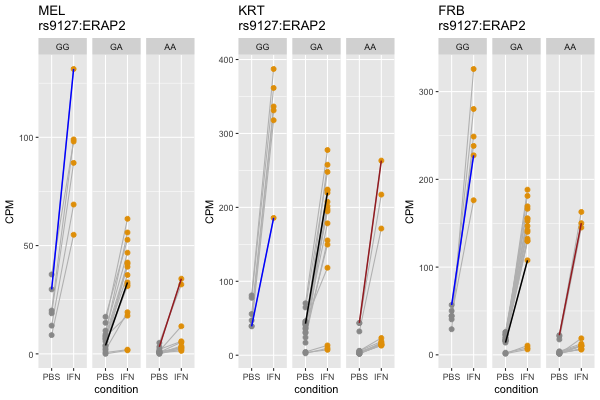 MEL
rs9127:ERAP2
GG GA AA
CPM
100
50
0
PBS IFN PBS IFN PBS IFN
condition
KRT
rs9127:ERAP2
GG GA AA
CPM
400
300
200
100
0
PBS IFN PBS IFN PBS IFN
condition
FRB
rs9127:ERAP2
GG GA AA
CPM
300
200
100
0
PBS IFN PBS IFN PBS IFN
condition